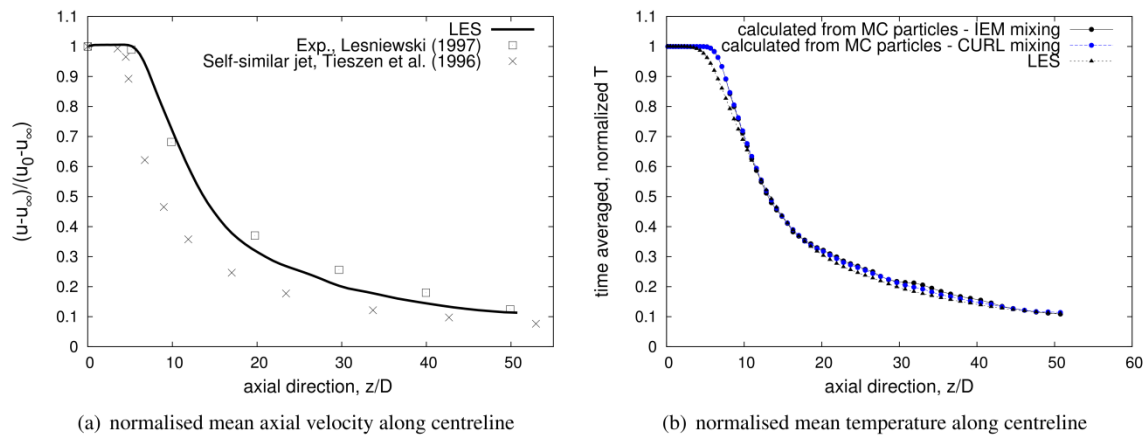 1.1
1
0.9
0.8
0.7
0.6
0.5
0.4
0.3
0.2
0.1
0
(u-u∞)/(u0-u∞)
LES
Exp., Lesniewski (1997)
Self-similar jet, Tieszen et al. (1996)
0 10 20 30 40 50
axial direction, z/D
(a) normalised mean axial velocity along centreline
1.1
1
0.9
0.8
0.7
0.6
0.5
0.4
0.3
0.2
0.1
0
time averaged, normalized T
calculated from MC particles - IEM mixing
calculated from MC particles - CURL mixing
LES
0 10 20 30 40 50 60
axial direction, z/D
(b) normalised mean temperature along centreline